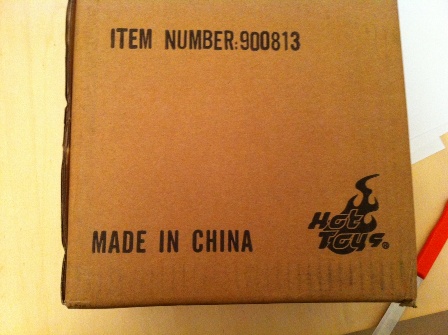 ITEM NUMBER:900813
Hot
Toys®
MADE IN CHINA